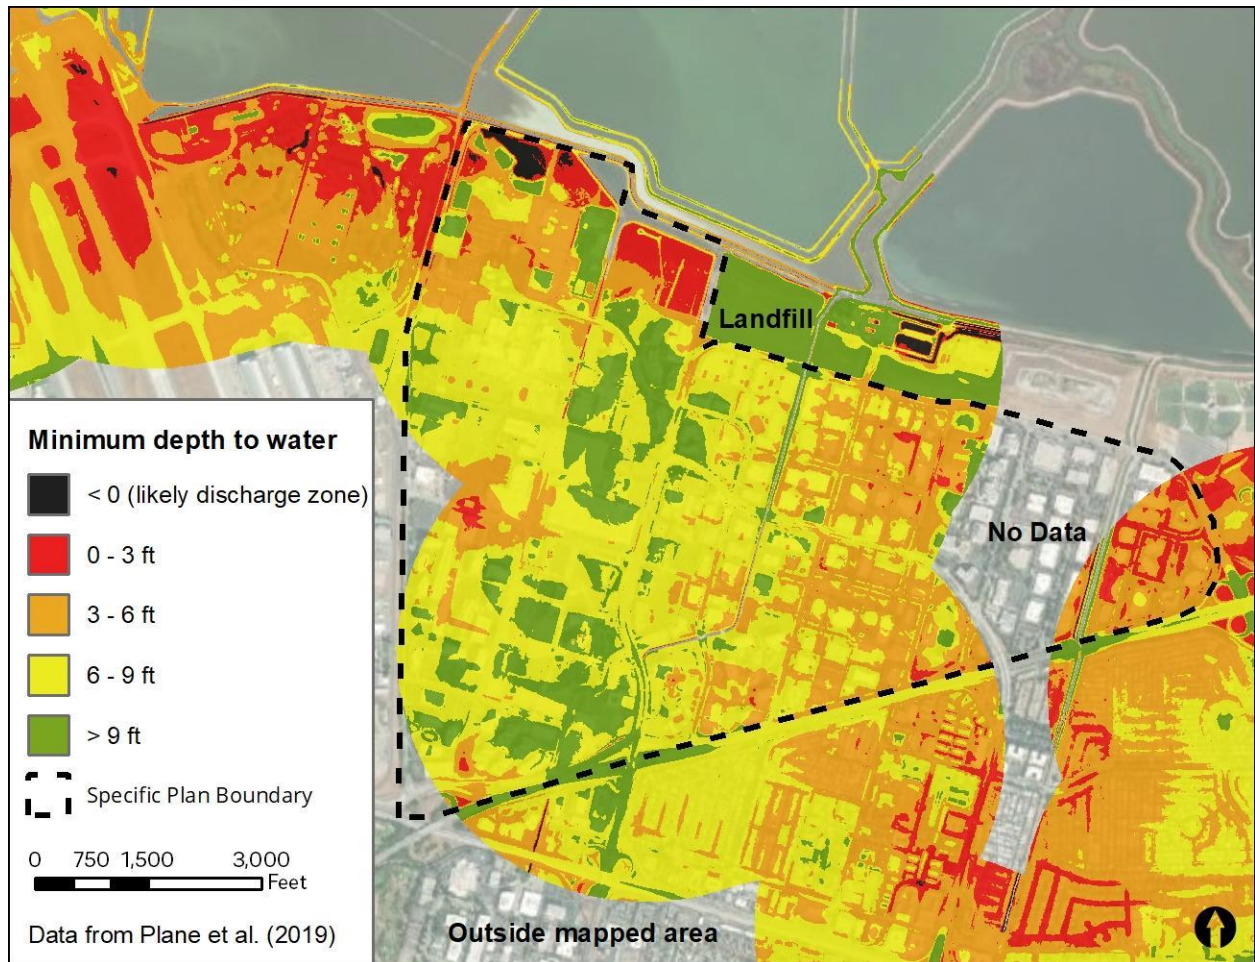 Landfill
No Data
Minimum depth to water
< 0 (likely discharge zone)
0 - 3 ft
3 - 6 ft
6 - 9 ft
> 9 ft
Specific Plan Boundary
0 750 1,500 3,000
Feet
Data from Plane et al. (2019)
Outside mapped area